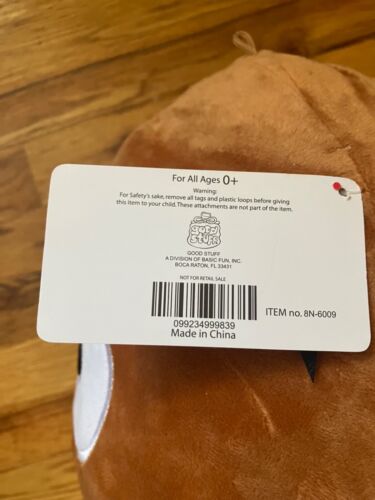 For All Ages 0+
Warning:
For Safety's sake, remove all tags and plastic loops before giving
this item to your child. These attachments are not part of the item.
GOOD
STUFF
GOOD STUFF
A DIVISION OF BASIC FUN, INC.
BOCA RATON, FL 33431
NOT FOR RETAIL SALE
ITEM no. 8N-6009
099234999839
Made in China